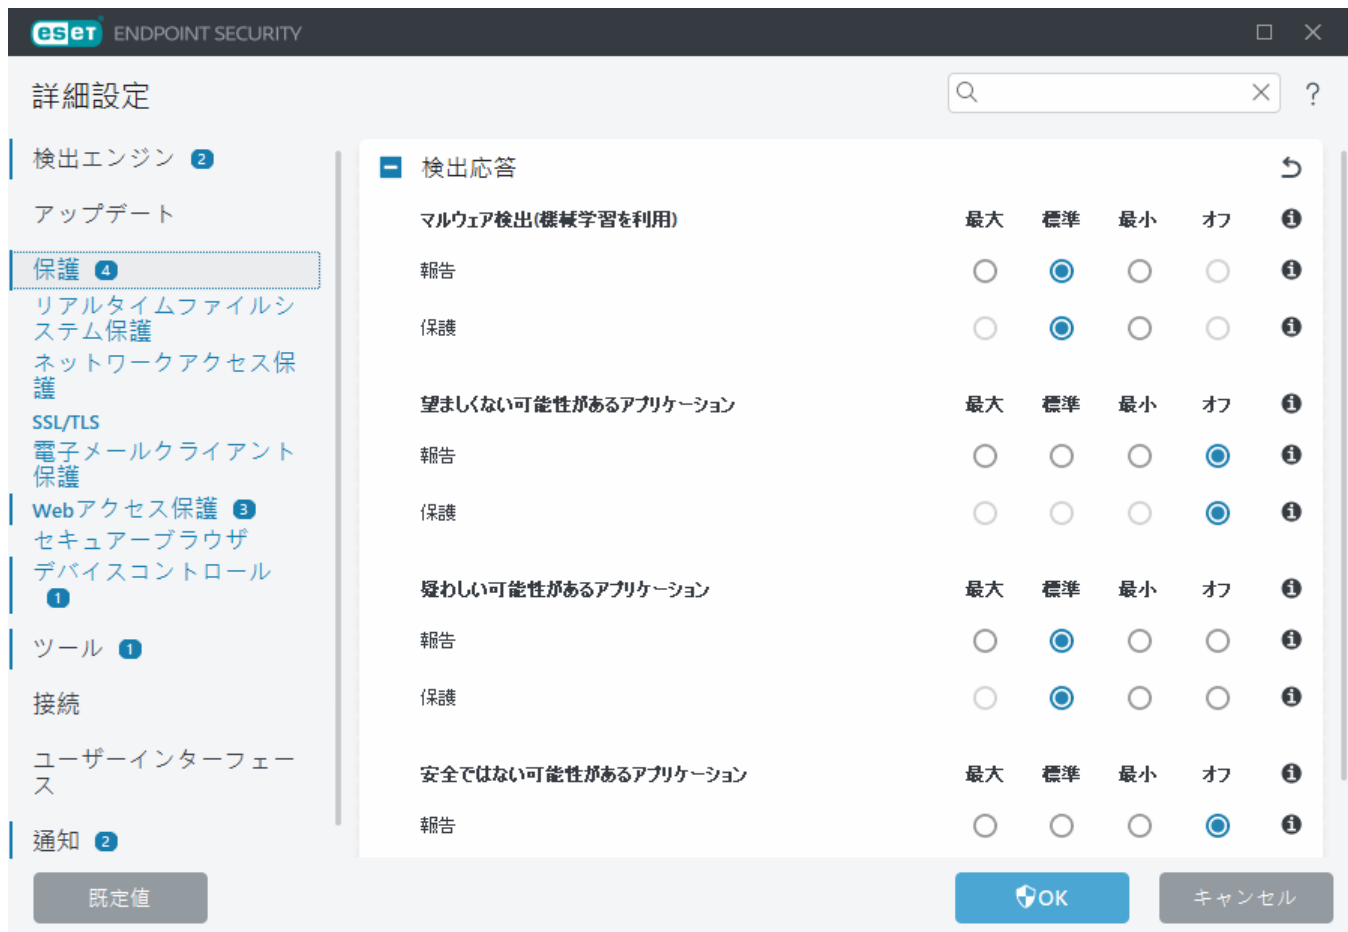 eset ENDPOINT SECURITY
詳細設定
?
検出エンジン 2
アップデート
保護 4
リアルタイムファイルシ
ステム保護
ネットワークアクセス保
護
SSL/TLS
電子メールクライアント
保護
Webアクセス保護 3
セキュアーブラウザ
デバイスコントロール
1
ツール 1
接続
ユーザーインターフェー
ス
通知 2
検出応答
マルウェア検出(機械学習を利用) 最大 標準 最小 オフ
報告
保護
望ましくない可能性があるアプリケーション 最大 標準 最小 オフ
報告
保護
疑わしい可能性があるアプリケーション 最大 標準 最小 オフ
報告
保護
安全ではない可能性があるアプリケーション 最大 標準 最小 オフ
報告
既定値
OK
キャンセル